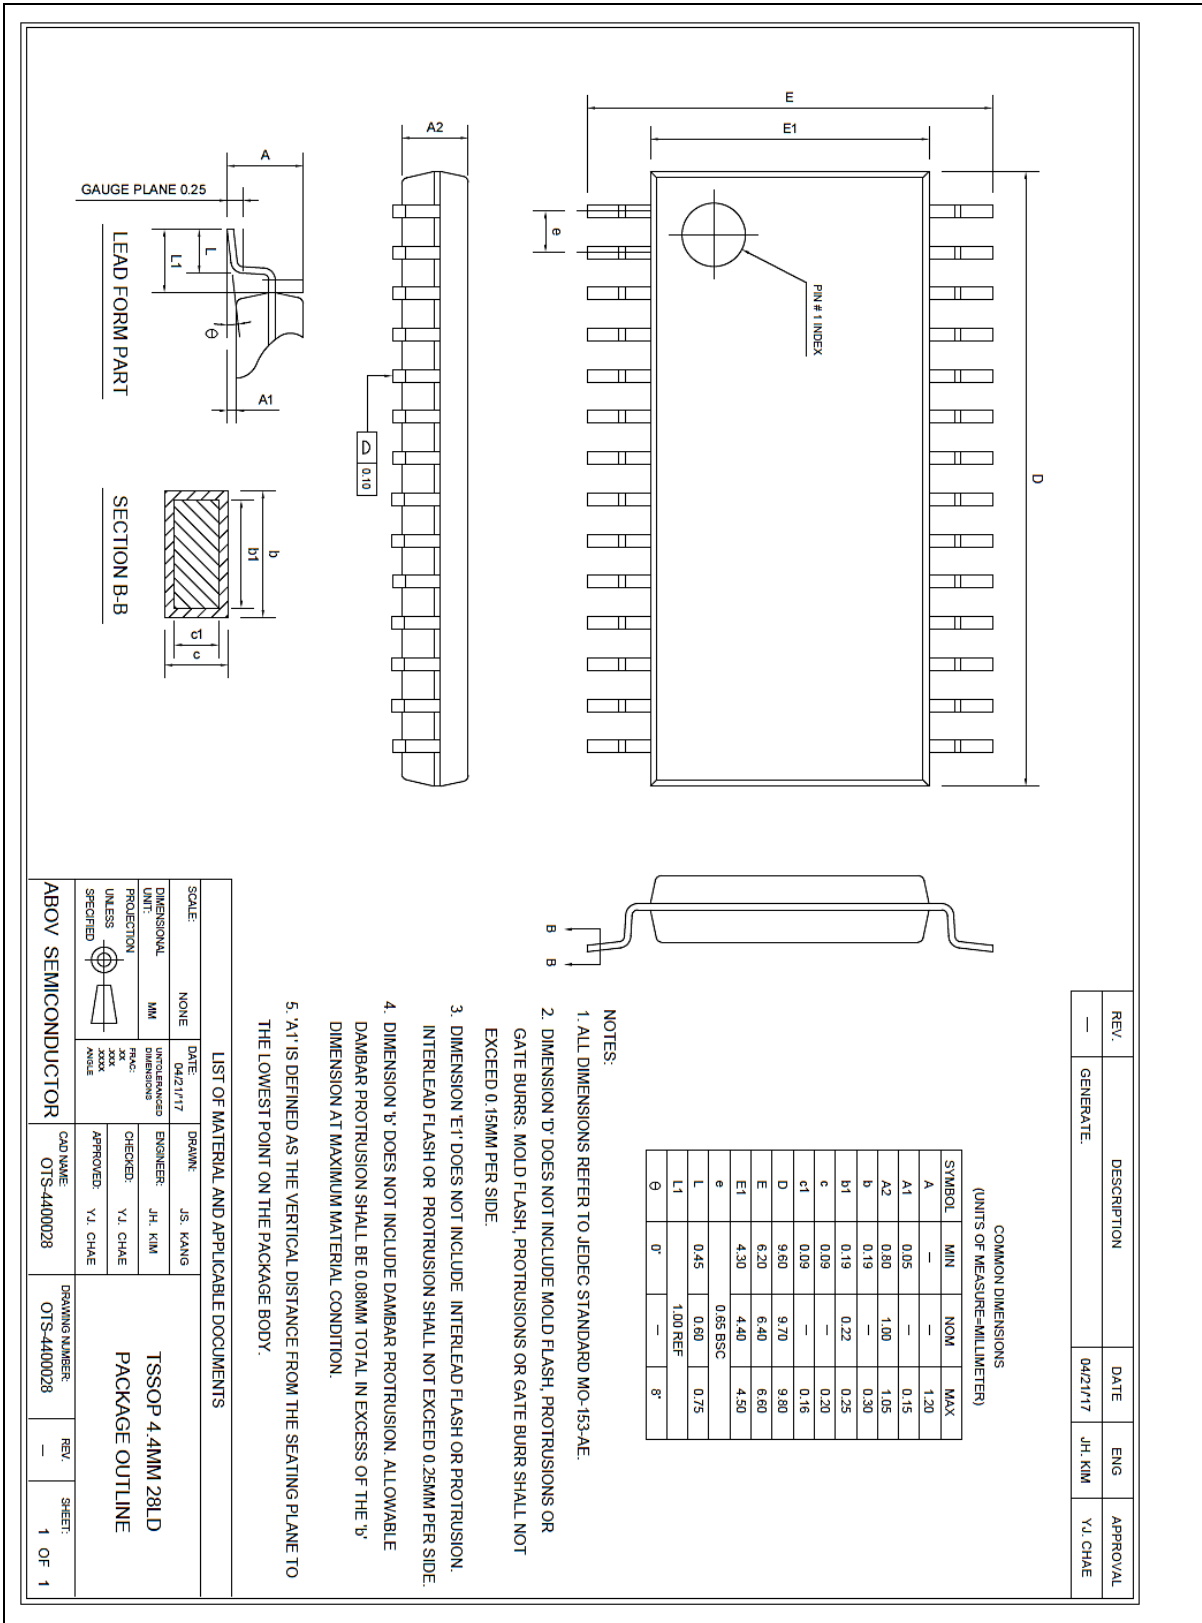 REV. DESCRIPTION DATE ENG APPROVAL
— GENERATE. 04/21/'17 JH. KIM YJ. CHAE
D
E
E1
e
PIN # 1 INDEX
A2
⌓ 0.10
B B
A
GAUGE PLANE 0.25
L
L1
θ
A1
LEAD FORM PART
b
b1
c1
c
SECTION B-B
COMMON DIMENSIONS
(UNITS OF MEASURE=MILLIMETER)
SYMBOL MIN NOM MAX
A — — 1.20
A1 0.05 — 0.15
A2 0.80 1.00 1.05
b 0.19 — 0.30
b1 0.19 0.22 0.25
c 0.09 — 0.20
c1 0.09 — 0.16
D 9.60 9.70 9.80
E 6.20 6.40 6.60
E1 4.30 4.40 4.50
e 0.65 BSC
L 0.45 0.60 0.75
L1 1.00 REF
θ 0° — 8°
NOTES:
1. ALL DIMENSIONS REFER TO JEDEC STANDARD MO-153-AE.
2. DIMENSION 'D' DOES NOT INCLUDE MOLD FLASH, PROTRUSIONS OR
GATE BURRS. MOLD FLASH, PROTRUSIONS OR GATE BURR SHALL NOT
EXCEED 0.15MM PER SIDE.
3. DIMENSION 'E1' DOES NOT INCLUDE INTERLEAD FLASH OR PROTRUSION.
INTERLEAD FLASH OR PROTRUSION SHALL NOT EXCEED 0.25MM PER SIDE.
4. DIMENSION 'b' DOES NOT INCLUDE DAMBAR PROTRUSION. ALLOWABLE
DAMBAR PROTRUSION SHALL BE 0.08MM TOTAL IN EXCESS OF THE 'b'
DIMENSION AT MAXIMUM MATERIAL CONDITION.
5. 'A1' IS DEFINED AS THE VERTICAL DISTANCE FROM THE SEATING PLANE TO
THE LOWEST POINT ON THE PACKAGE BODY.
LIST OF MATERIAL AND APPLICABLE DOCUMENTS
SCALE: NONE
DATE: 04/21/'17
DRAWN: JS. KANG
DIMENSIONAL
UNIT: MM
UNTOLERANCED
DIMENSIONS
ENGINEER: JH. KIM
PROJECTION
UNLESS
SPECIFIED
FRAC:
.XX
.XXX
.XXXX
ANGLE
CHECKED: YJ. CHAE
APPROVED: YJ. CHAE
TSSOP 4.4MM 28LD
PACKAGE OUTLINE
ABOV SEMICONDUCTOR
CAD NAME:
OTS-4400028
DRAWING NUMBER:
OTS-4400028
REV.
—
SHEET:
1 OF 1